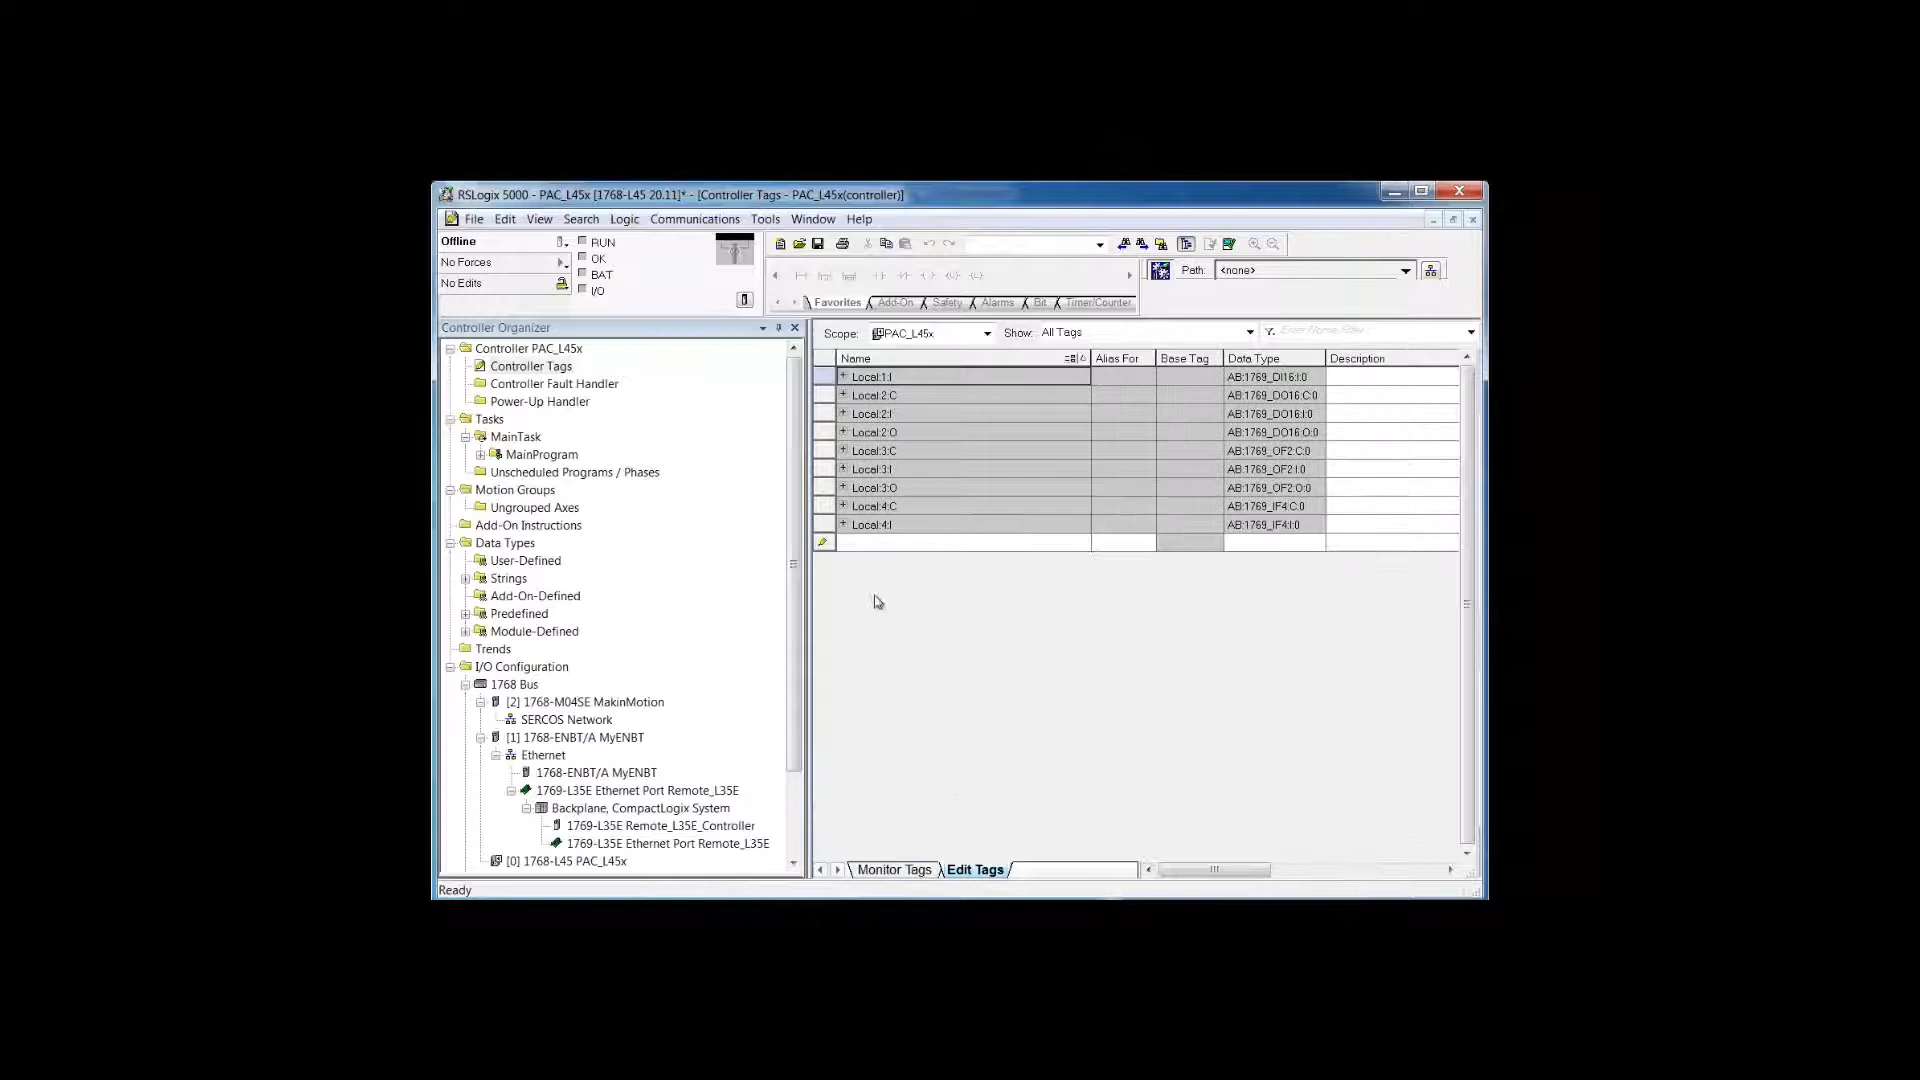 RSLogix 5000 - PAC_L45x [1768-L45 20.11]* - [Controller Tags - PAC_L45x(controller)]
File Edit View Search Logic Communications Tools Window Help
Offline
No Forces
No Edits
RUN
OK
BAT
I/O
Path: <none>
Favorites Add-On Safety Alarms Bit Timer/Counter
Controller Organizer
Controller PAC_L45x
Controller Tags
Controller Fault Handler
Power-Up Handler
Tasks
MainTask
MainProgram
Unscheduled Programs / Phases
Motion Groups
Ungrouped Axes
Add-On Instructions
Data Types
User-Defined
Strings
Add-On-Defined
Predefined
Module-Defined
Trends
I/O Configuration
1768 Bus
[2] 1768-M04SE MakinMotion
SERCOS Network
[1] 1768-ENBT/A MyENBT
Ethernet
1768-ENBT/A MyENBT
1769-L35E Ethernet Port Remote_L35E
Backplane, CompactLogix System
1769-L35E Remote_L35E_Controller
1769-L35E Ethernet Port Remote_L35E
[0] 1768-L45 PAC_L45x
Scope: PAC_L45x Show: All Tags Enter Name Filter...
Name Alias For Base Tag Data Type Description
Local:1:I AB:1769_DI16:I:0
Local:2:C AB:1769_DO16:C:0
Local:2:I AB:1769_DO16:I:0
Local:2:O AB:1769_DO16:O:0
Local:3:C AB:1769_OF2:C:0
Local:3:I AB:1769_OF2:I:0
Local:3:O AB:1769_OF2:O:0
Local:4:C AB:1769_IF4:C:0
Local:4:I AB:1769_IF4:I:0
Monitor Tags Edit Tags
Ready